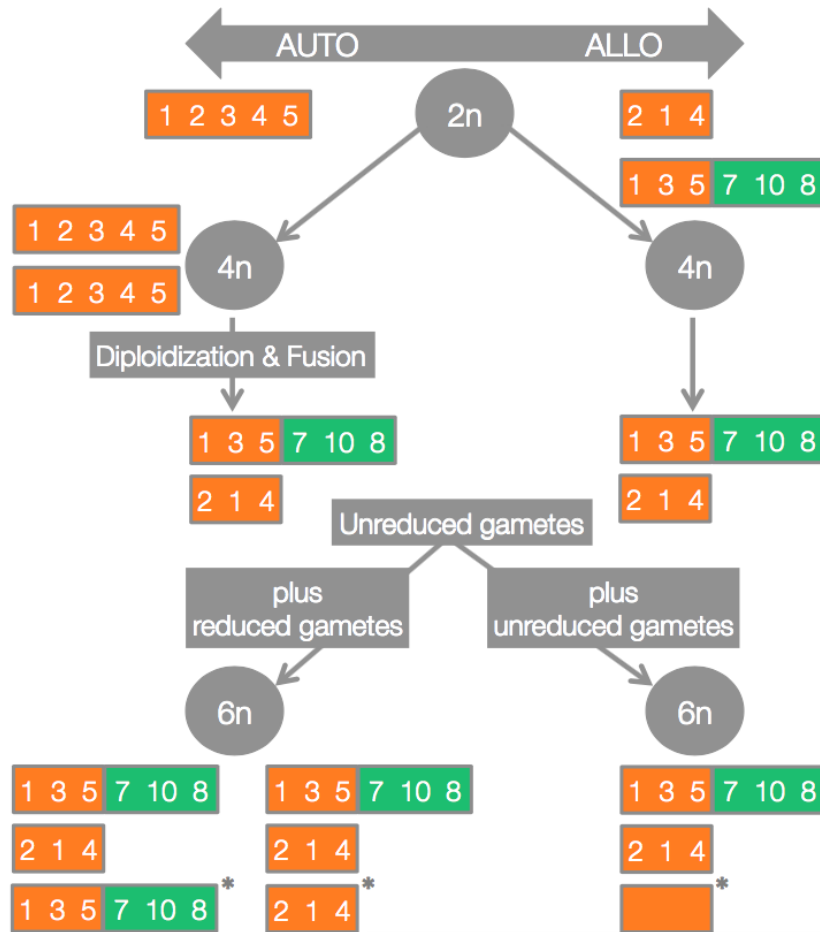 AUTO ALLO
1 2 3 4 5
2n
2 1 4
1 3 5 7 10 8
1 2 3 4 5
4n
4n
1 2 3 4 5
Diploidization & Fusion
1 3 5 7 10 8
1 3 5 7 10 8
2 1 4
2 1 4
Unreduced gametes
plus
reduced gametes
plus
unreduced gametes
6n
6n
1 3 5 7 10 8
1 3 5 7 10 8
1 3 5 7 10 8
2 1 4
2 1 4
2 1 4
1 3 5 7 10 8 *
2 1 4 *
*